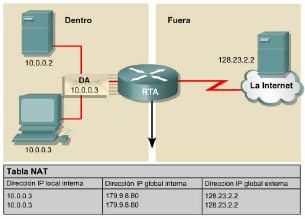 Dentro
Fuera
10.0.0.2
DA
10.0.0.3
RTA
128.23.2.2
La Internet
10.0.0.3
Tabla NAT
Dirección IP local interna Dirección IP global interna Dirección IP global externa
10.0.0.3 179.9.8.80 128.23.2.2
10.0.0.3 179.9.8.80 128.23.2.2